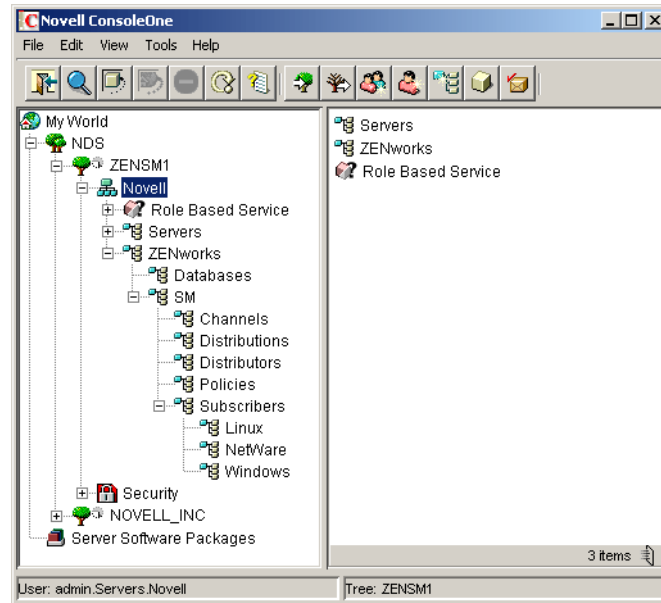 Novell ConsoleOne
File Edit View Tools Help
My World
NDS
ZENSM1
Novell
Role Based Service
Servers
ZENworks
Databases
SM
Channels
Distributions
Distributors
Policies
Subscribers
Linux
NetWare
Windows
Security
NOVELL_INC
Server Software Packages
Servers
ZENworks
Role Based Service
3 items
User: admin.Servers.Novell
Tree: ZENSM1